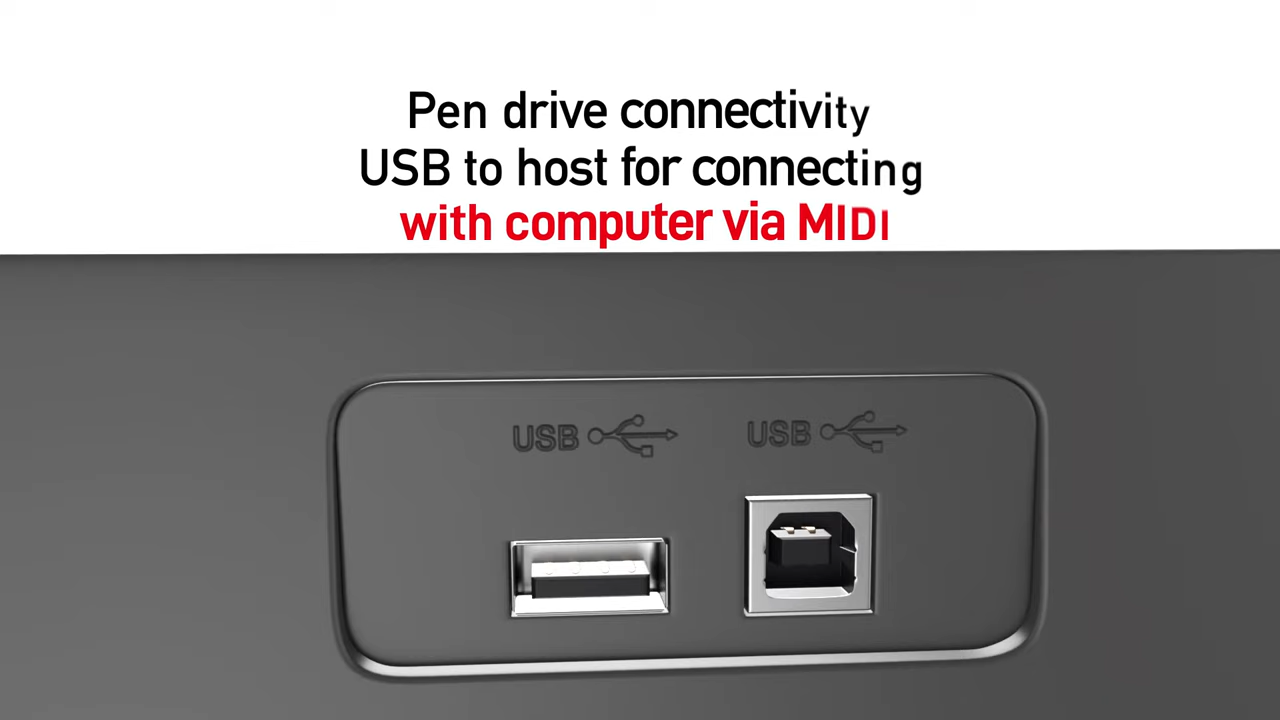 Pen drive connectivity
USB to host for connecting
with computer via MIDI
USB USB